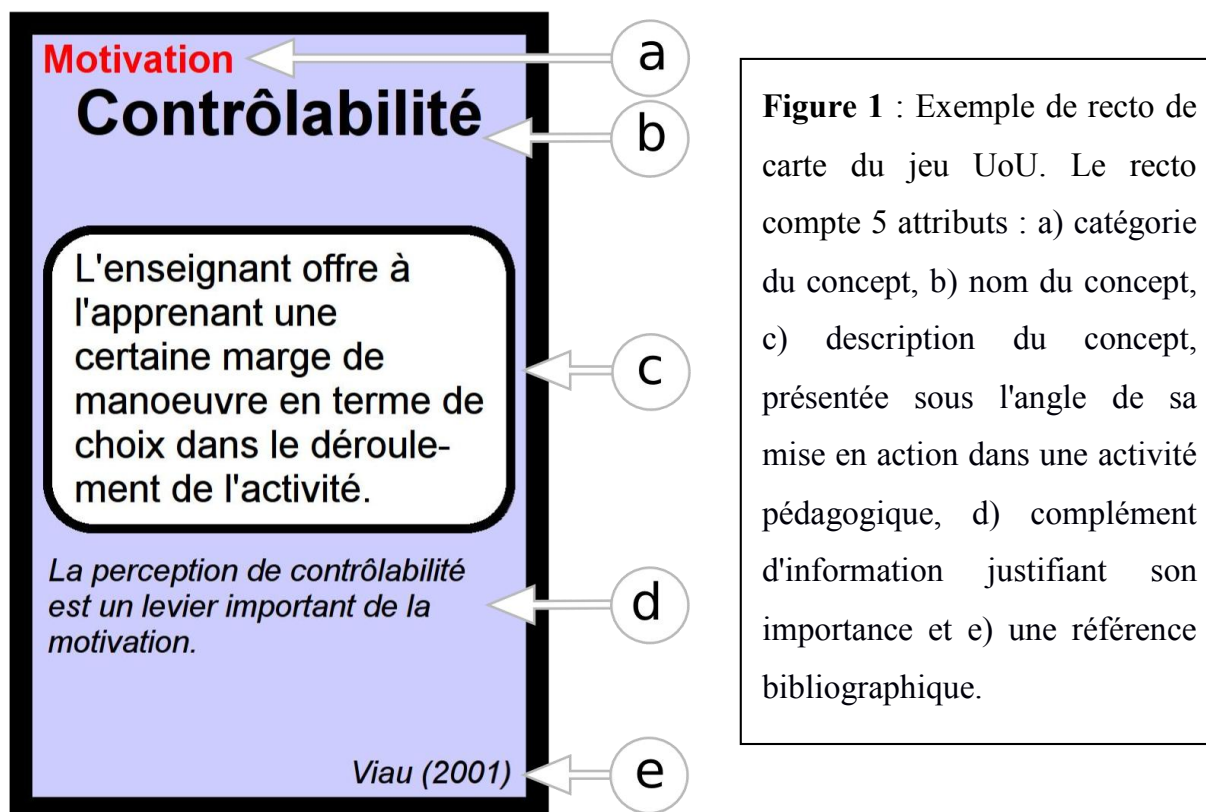 Motivation
Contrôlabilité
L'enseignant offre à
l'apprenant une
certaine marge de
manoeuvre en terme de
choix dans le déroule-
ment de l'activité.
La perception de contrôlabilité
est un levier important de la
motivation.
Viau (2001)
a
b
c
d
e
Figure 1 : Exemple de recto de
carte du jeu UoU. Le recto
compte 5 attributs : a) catégorie
du concept, b) nom du concept,
c) description du concept,
présentée sous l'angle de sa
mise en action dans une activité
pédagogique, d) complément
d'information justifiant son
importance et e) une référence
bibliographique.